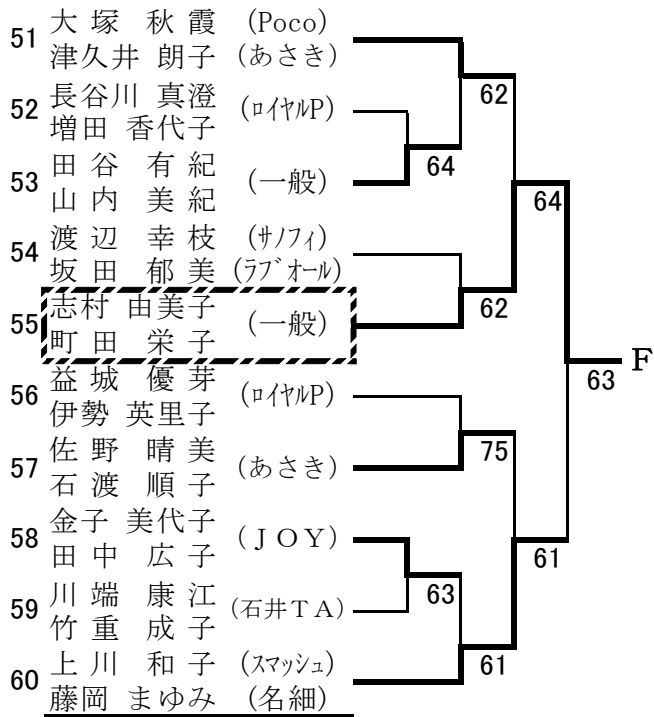 51 大塚 秋霞 (Poco)
津久井 朗子 (あさき)
62
52 長谷川 真澄 (ﾛｲﾔﾙP)
増田 香代子
64
53 田谷 有紀 (一般)
山内 美紀
64
54 渡辺 幸枝 (ｻﾉﾌｨ)
坂田 郁美 (ﾗﾌﾞｵｰﾙ)
62
55 志村 由美子 (一般)
町田 栄子
63 F
56 益城 優芽 (ﾛｲﾔﾙP)
伊勢 英里子
75
57 佐野 晴美 (あさき)
石渡 順子
58 金子 美代子 (ＪＯＹ)
田中 広子
61
63
59 川端 康江 (石井ＴＡ)
竹重 成子
61
60 上川 和子 (ｽﾏｯｼｭ)
藤岡 まゆみ (名細)